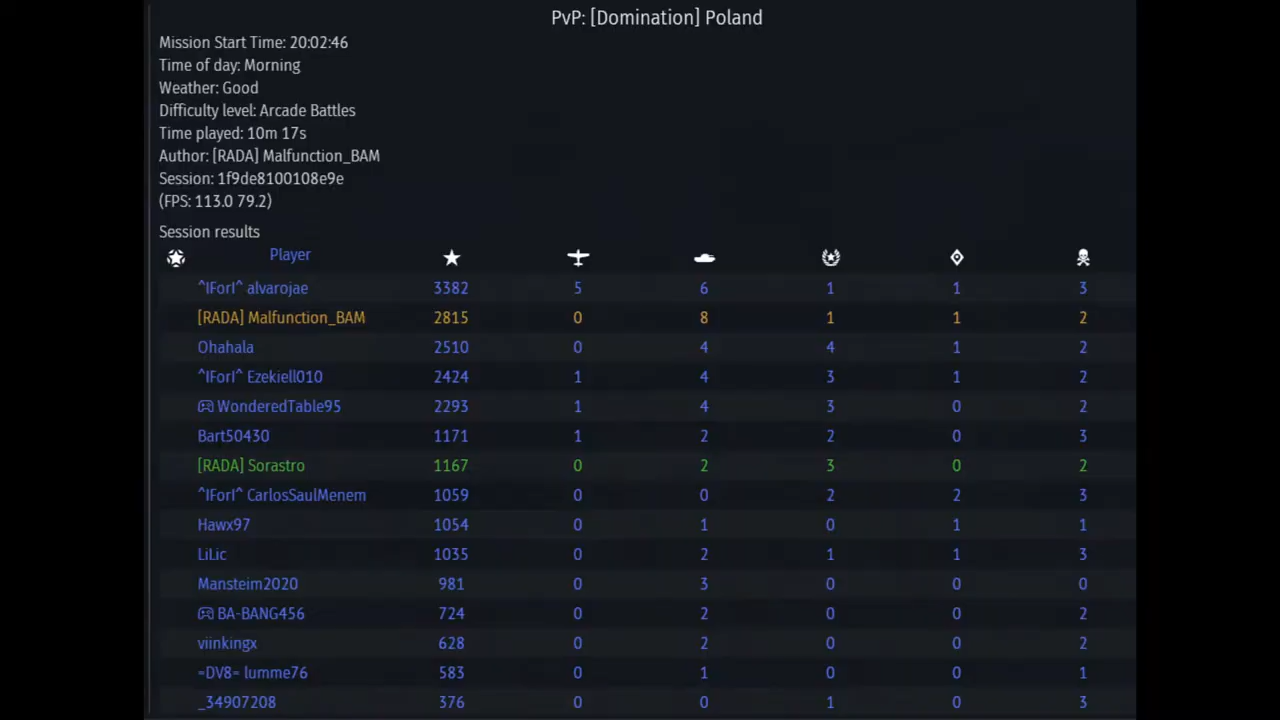 PvP: [Domination] Poland
Mission Start Time: 20:02:46
Time of day: Morning
Weather: Good
Difficulty level: Arcade Battles
Time played: 10m 17s
Author: [RADA] Malfunction_BAM
Session: 1f9de8100108e9e
(FPS: 113.0 79.2)
Session results
Player
^IForI^ alvarojae 3382 5 6 1 1 3
[RADA] Malfunction_BAM 2815 0 8 1 1 2
Ohahala 2510 0 4 4 1 2
^IForI^ Ezekiell010 2424 1 4 3 1 2
WonderedTable95 2293 1 4 3 0 2
Bart50430 1171 1 2 2 0 3
[RADA] Sorastro 1167 0 2 3 0 2
^IForI^ CarlosSaulMenem 1059 0 0 2 2 3
Hawx97 1054 0 1 0 1 1
LiLic 1035 0 2 1 1 3
Mansteim2020 981 0 3 0 0 0
BA-BANG456 724 0 2 0 0 2
viinkingx 628 0 2 0 0 2
=DV8= lumme76 583 0 1 0 0 1
_34907208 376 0 0 1 0 3